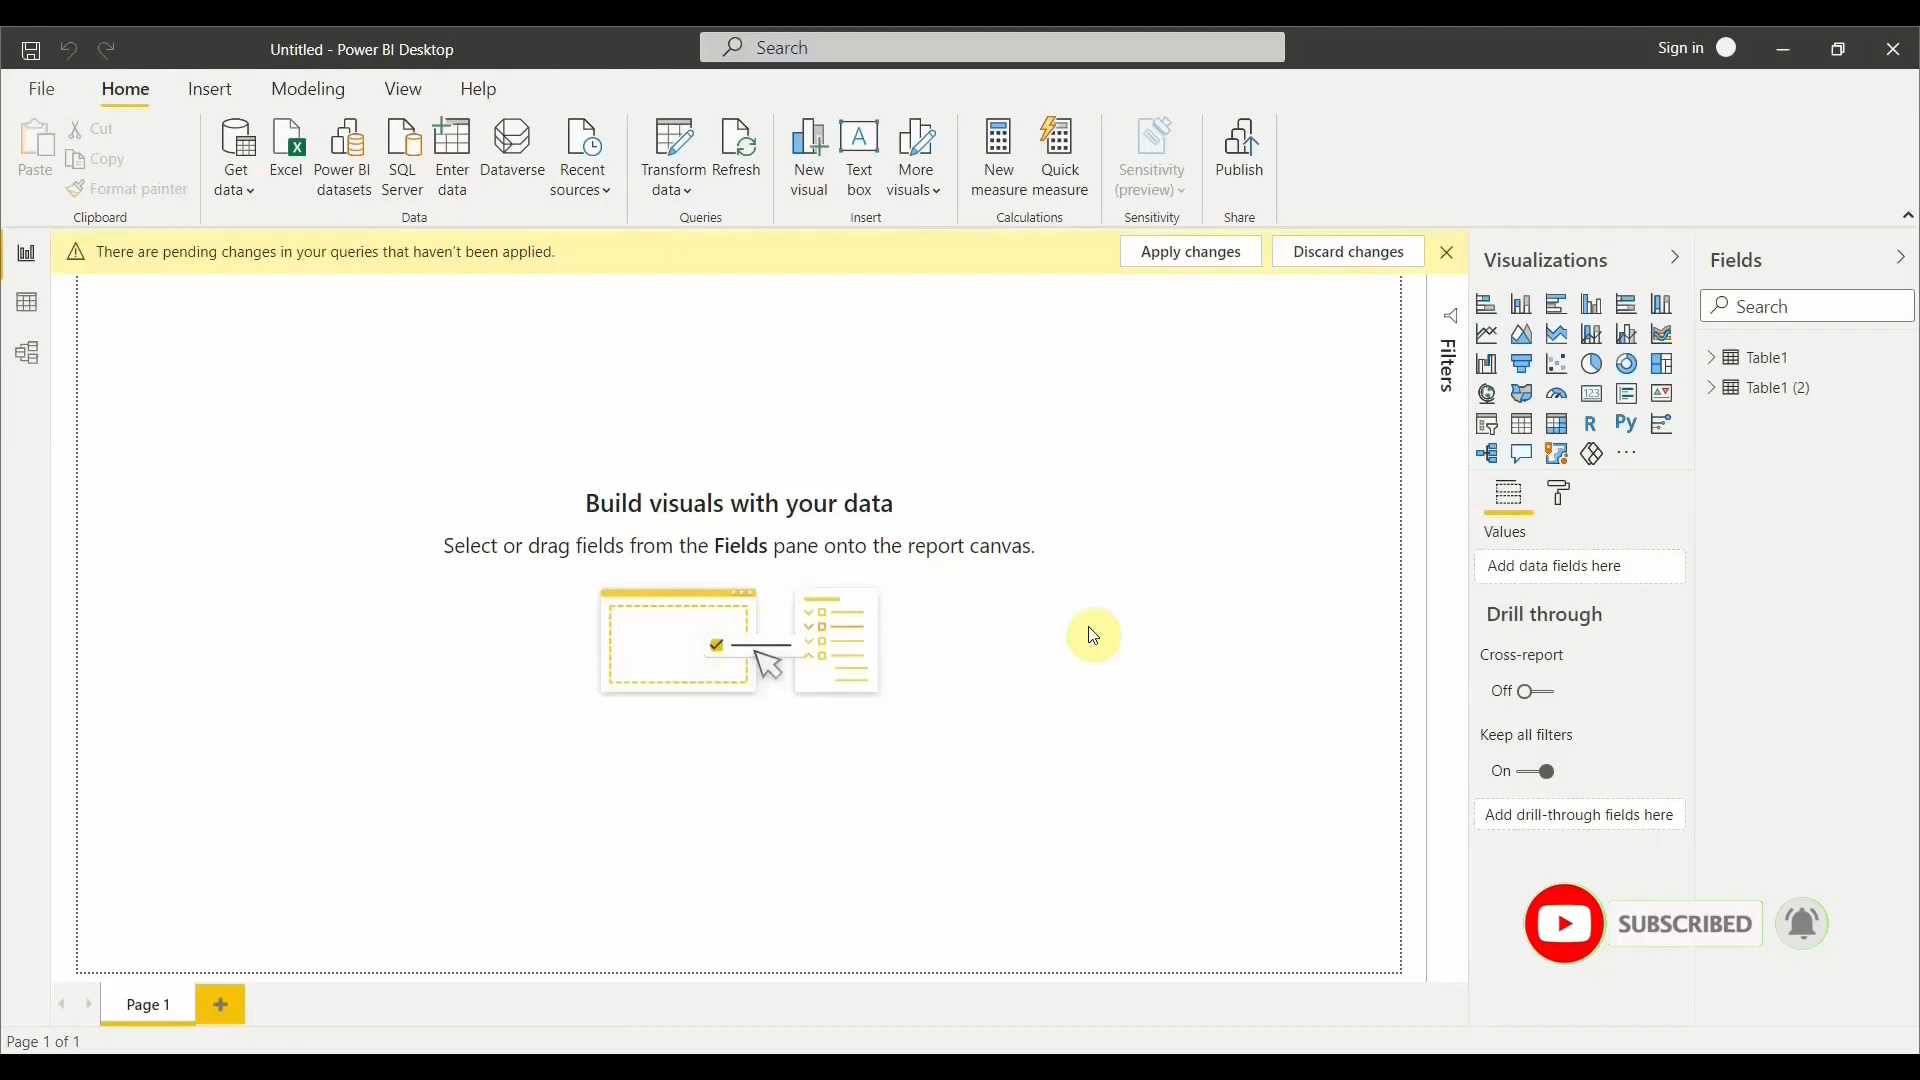 Untitled - Power BI Desktop
Search
Sign in
File
Home
Insert
Modeling
View
Help
Paste
Cut
Copy
Format painter
Clipboard
Get data
Excel
Power BI datasets
SQL Server
Enter data
Dataverse
Recent sources
Data
Transform data
Refresh
Queries
New visual
Text box
More visuals
Insert
New measure
Quick measure
Calculations
Sensitivity (preview)
Sensitivity
Publish
Share
There are pending changes in your queries that haven't been applied.
Apply changes
Discard changes
Filters
Build visuals with your data
Select or drag fields from the Fields pane onto the report canvas.
Visualizations
123
R
Py
Values
Add data fields here
Drill through
Cross-report
Off
Keep all filters
On
Add drill-through fields here
Fields
Search
Table1
Table1 (2)
SUBSCRIBED
Page 1
Page 1 of 1